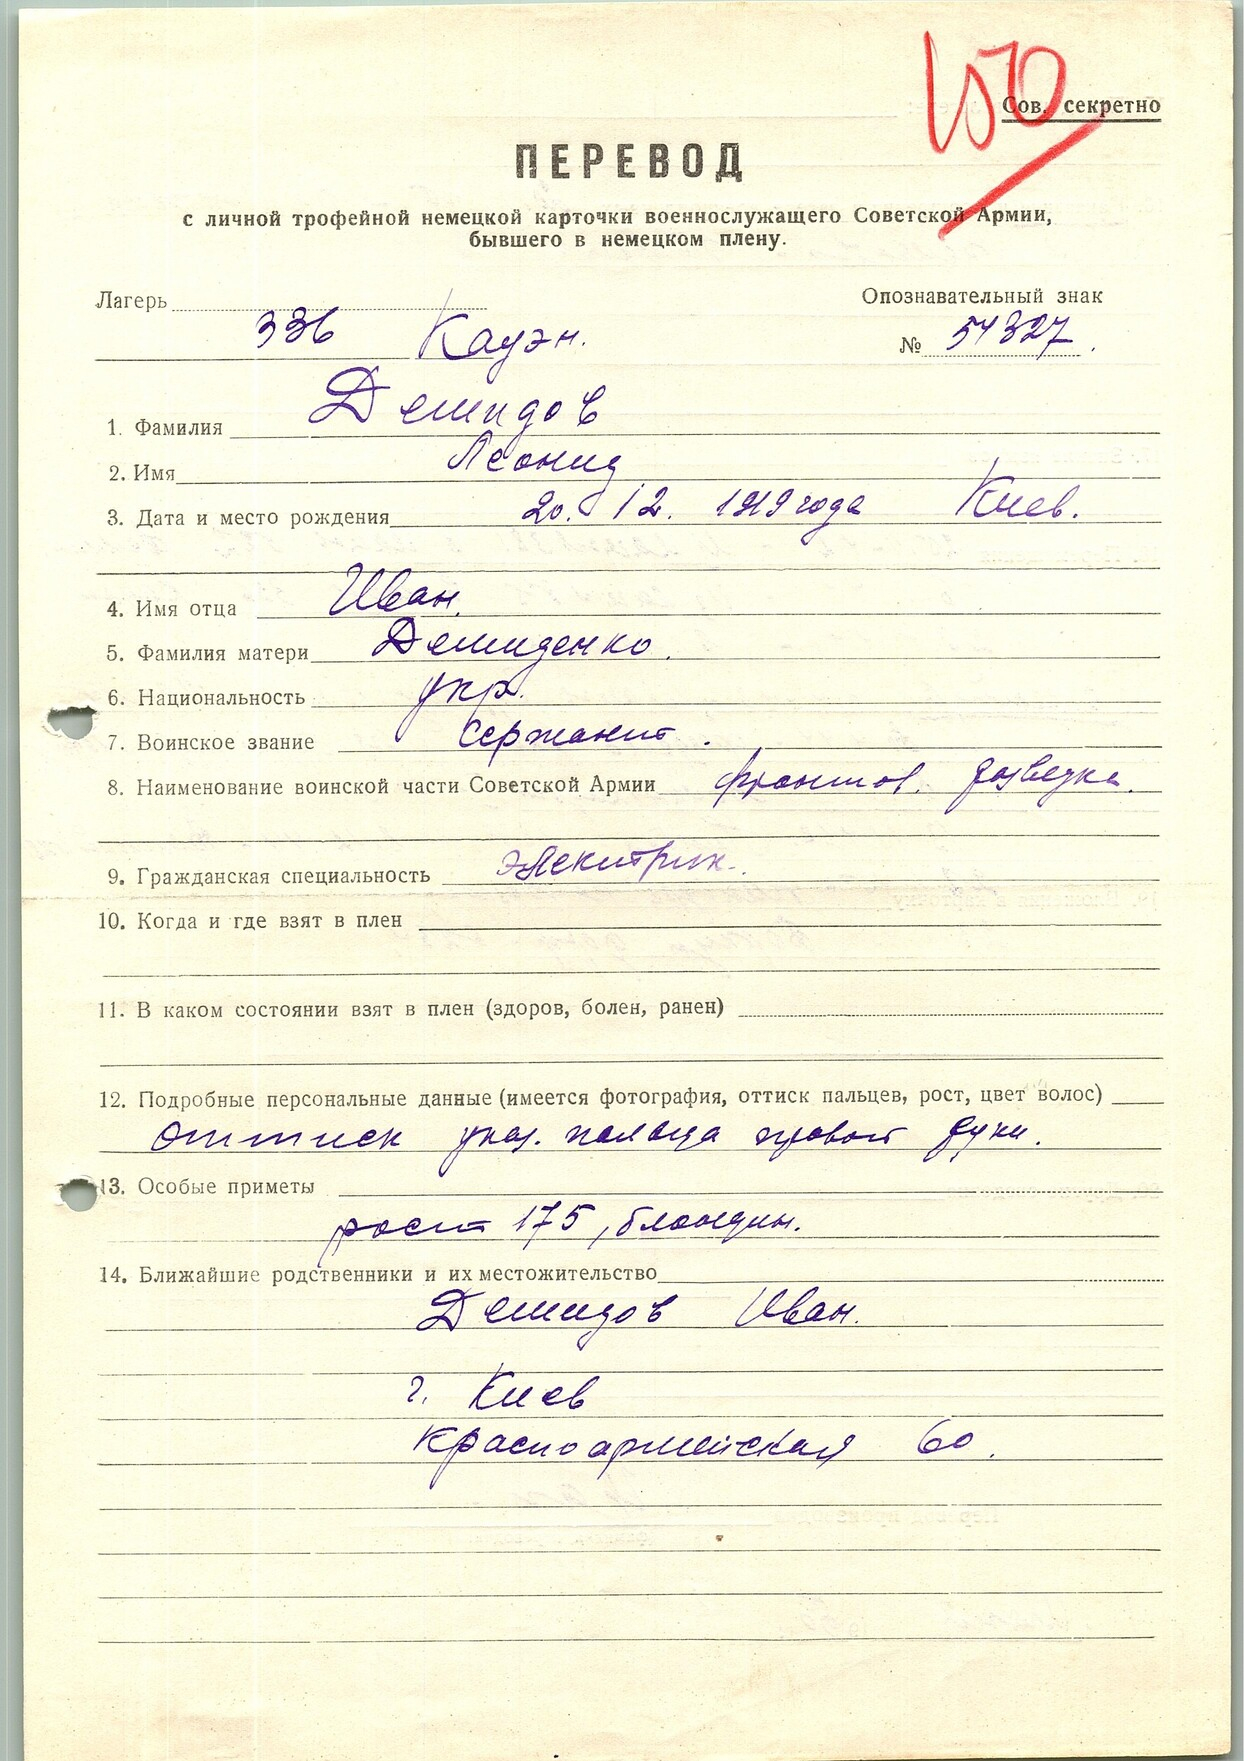 150
Сов. секретно
ПЕРЕВОД
с личной трофейной немецкой карточки военнослужащего Советской Армии,
бывшего в немецком плену.
Лагерь
Опознавательный знак
336 Кауэн.
№ 54327.
1. Фамилия Демидов
2. Имя Леонид
3. Дата и место рождения 20. 12. 1919 года Киев.
4. Имя отца Иван.
5. Фамилия матери Демиденко.
6. Национальность укр.
7. Воинское звание сержант.
8. Наименование воинской части Советской Армии фронтов. разведка.
9. Гражданская специальность электрик.
10. Когда и где взят в плен
11. В каком состоянии взят в плен (здоров, болен, ранен)
12. Подробные персональные данные (имеется фотография, оттиск пальцев, рост, цвет волос)
оттиск указ. пальца правой руки.
13. Особые приметы
рост 175, блондин.
14. Ближайшие родственники и их местожительство
Демидов Иван.
г. Киев
Красноармейская 60.